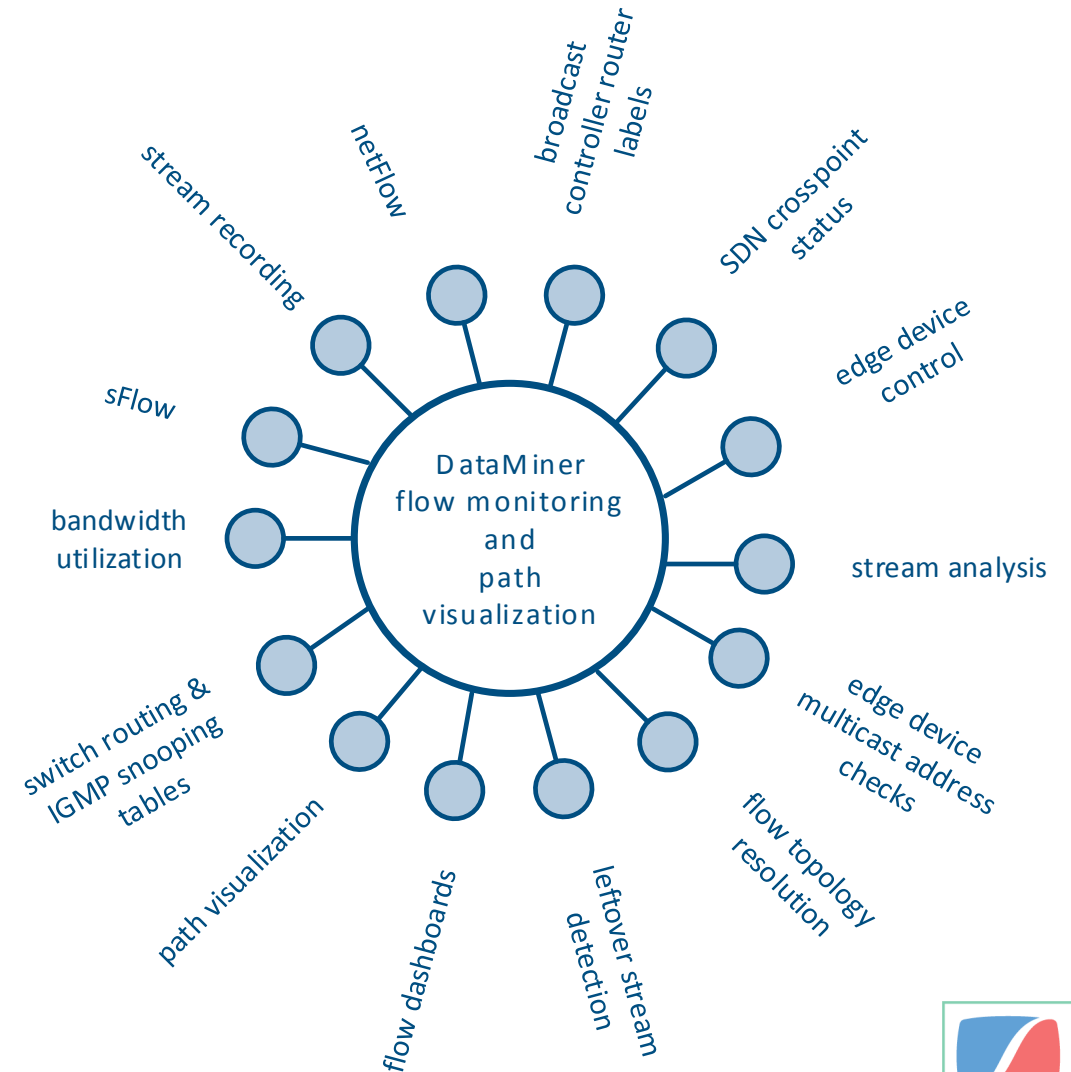 DataMiner
flow monitoring
and
path
visualization
broadcast
controller router
labels
SDN crosspoint
status
edge device
control
stream analysis
edge device
multicast address
checks
flow topology
resolution
leftover stream
detection
flow dashboards
path visualization
switch routing &
IGMP snooping
tables
bandwidth
utilization
sFlow
stream recording
netFlow